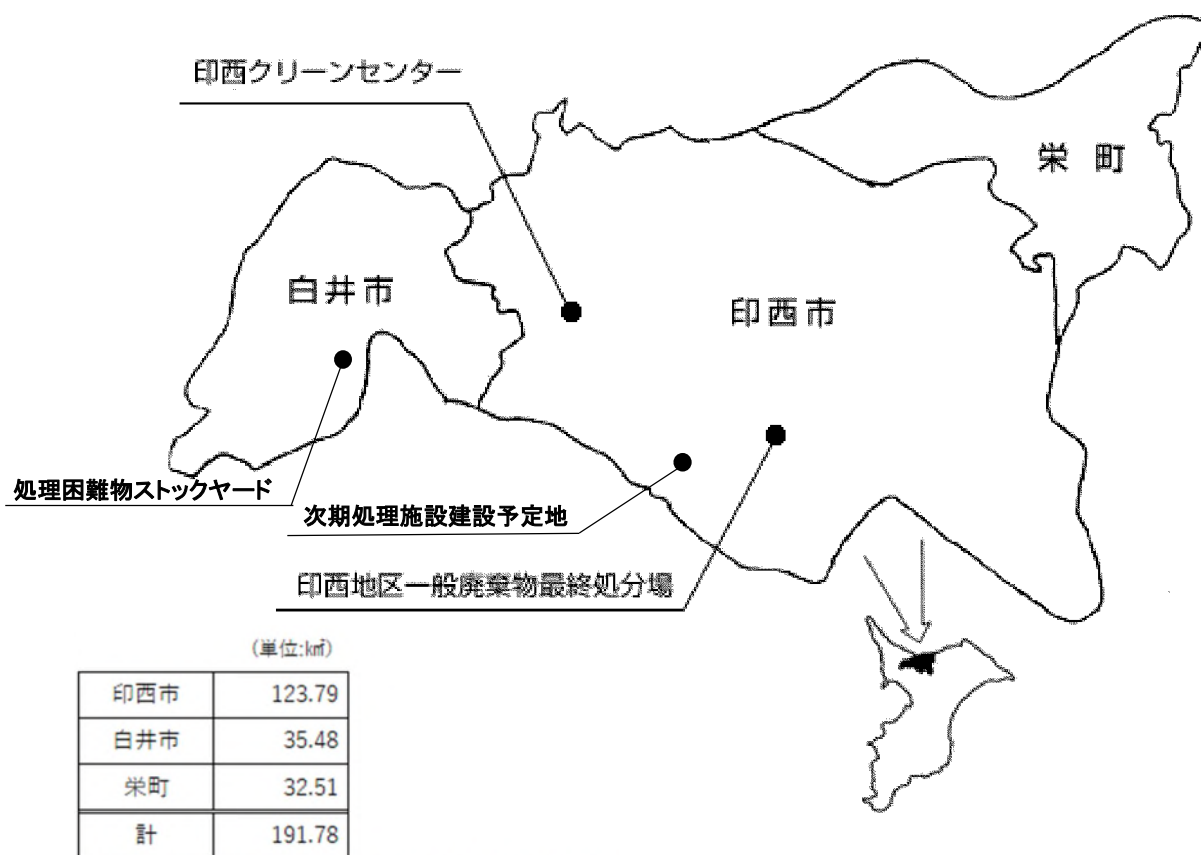 印西クリーンセンター
栄町
白井市
印西市
処理困難物ストックヤード
次期処理施設建設予定地
印西地区一般廃棄物最終処分場
(単位:㎢)
印西市 123.79
白井市 35.48
栄町 32.51
計 191.78